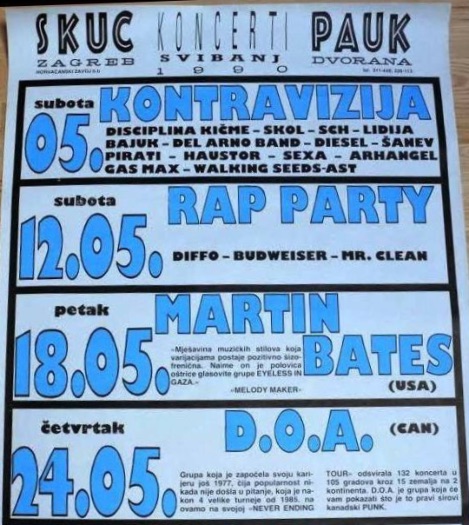 SKUC KONCERTI PAUK
ZAGREB SVIBANJ DVORANA
1990
subota KONTRAVIZIJA
05. DISCIPLINA KIČME – SKOL – SCH – LIDIJA
BAJUK – DEL ARNO BAND – DIESEL – ŠANEV
PIRATI – HAUSTOR – SEXA – ARHANGEL
GAS MAX – WALKING SEEDS-AST
subota RAP PARTY
12.05. DIFFO – BUDWEISER – MR. CLEAN
petak MARTIN
18.05. BATES
(USA)
»Mješavina muzičkih stilova koja
varijacijama postaje pozitivno šizo-
frenična. Naime on je polovica
oštrice glasovite grupe EYELESS IN
GAZA.«
»MELODY MAKER«
četvrtak D.O.A. (CAN)
24.05.
Grupa koja je započela svoju kari-
jeru još 1977, čija popularnost ni-
kada nije došla u pitanje, koja je na-
kon 4 velike turneje od 1985. na
ovamo na svojoj »NEVER ENDING
TOUR« odsvirala 132 koncerta u
105 gradova kroz 15 zemalja na 2
kontinenta. D.O.A. je grupa koja će
vam pokazati što je to pravi sirovi
kanadski PUNK.